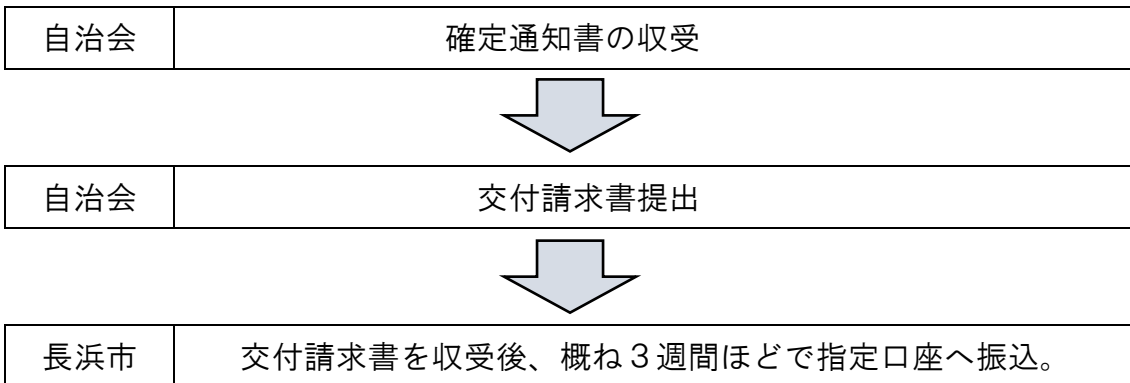 自治会 確定通知書の収受
自治会 交付請求書提出
長浜市 交付請求書を収受後、概ね３週間ほどで指定口座へ振込。